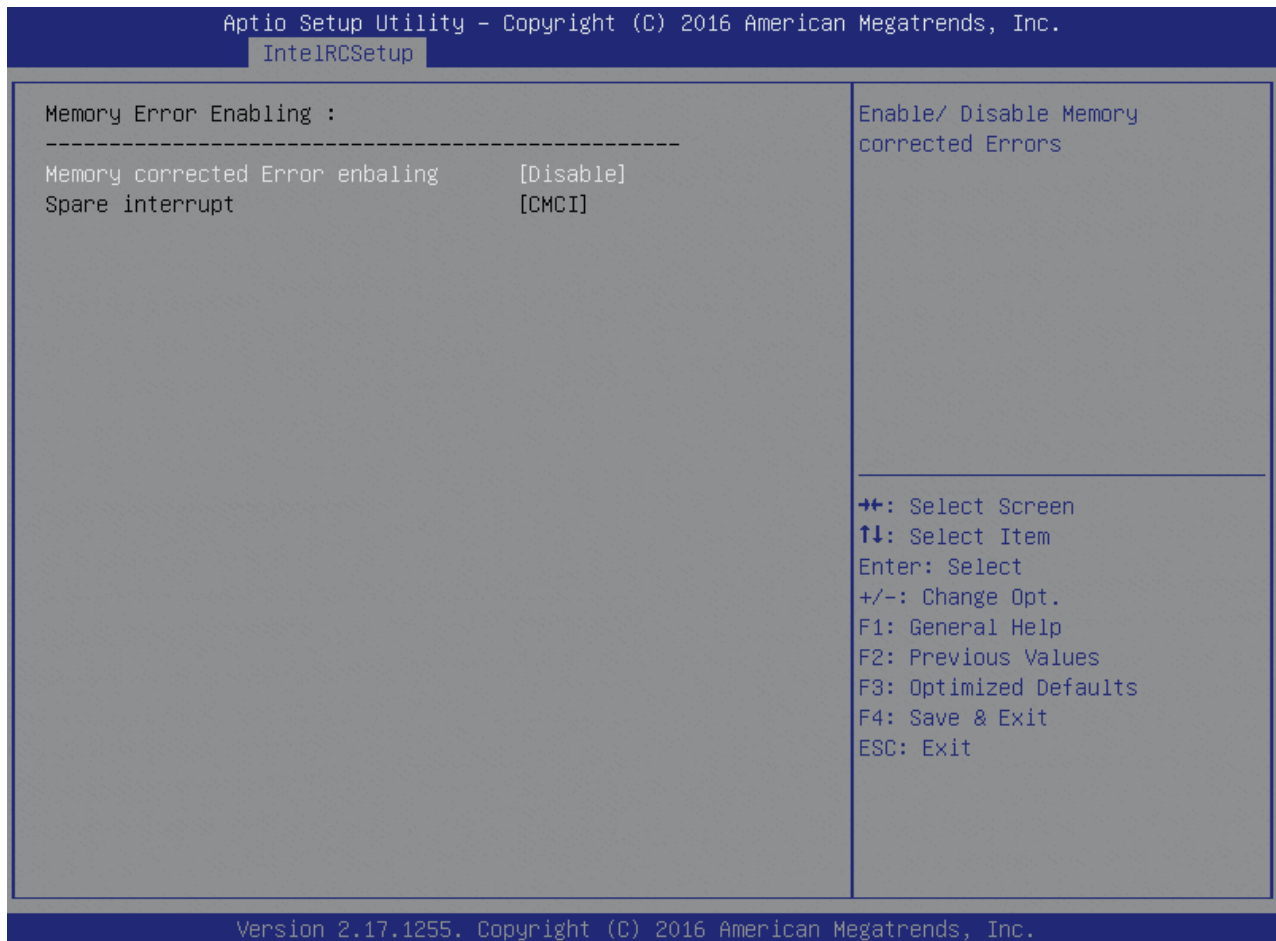 Aptio Setup Utility – Copyright (C) 2016 American Megatrends, Inc.
IntelRCSetup
Memory Error Enabling :
--------------------------------------------------
Memory corrected Error enbaling [Disable]
Spare interrupt [CMCI]
Enable/ Disable Memory
corrected Errors
→←: Select Screen
↑↓: Select Item
Enter: Select
+/-: Change Opt.
F1: General Help
F2: Previous Values
F3: Optimized Defaults
F4: Save & Exit
ESC: Exit
Version 2.17.1255. Copyright (C) 2016 American Megatrends, Inc.